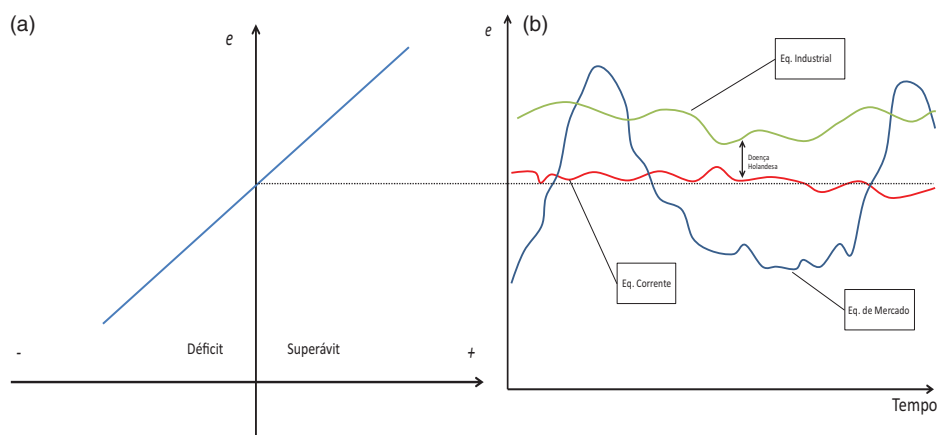 (a)
e
-
Déficit
Superávit
+
(b)
e
Eq. Industrial
Doença
Holandesa
Eq. Corrente
Eq. de Mercado
Tempo